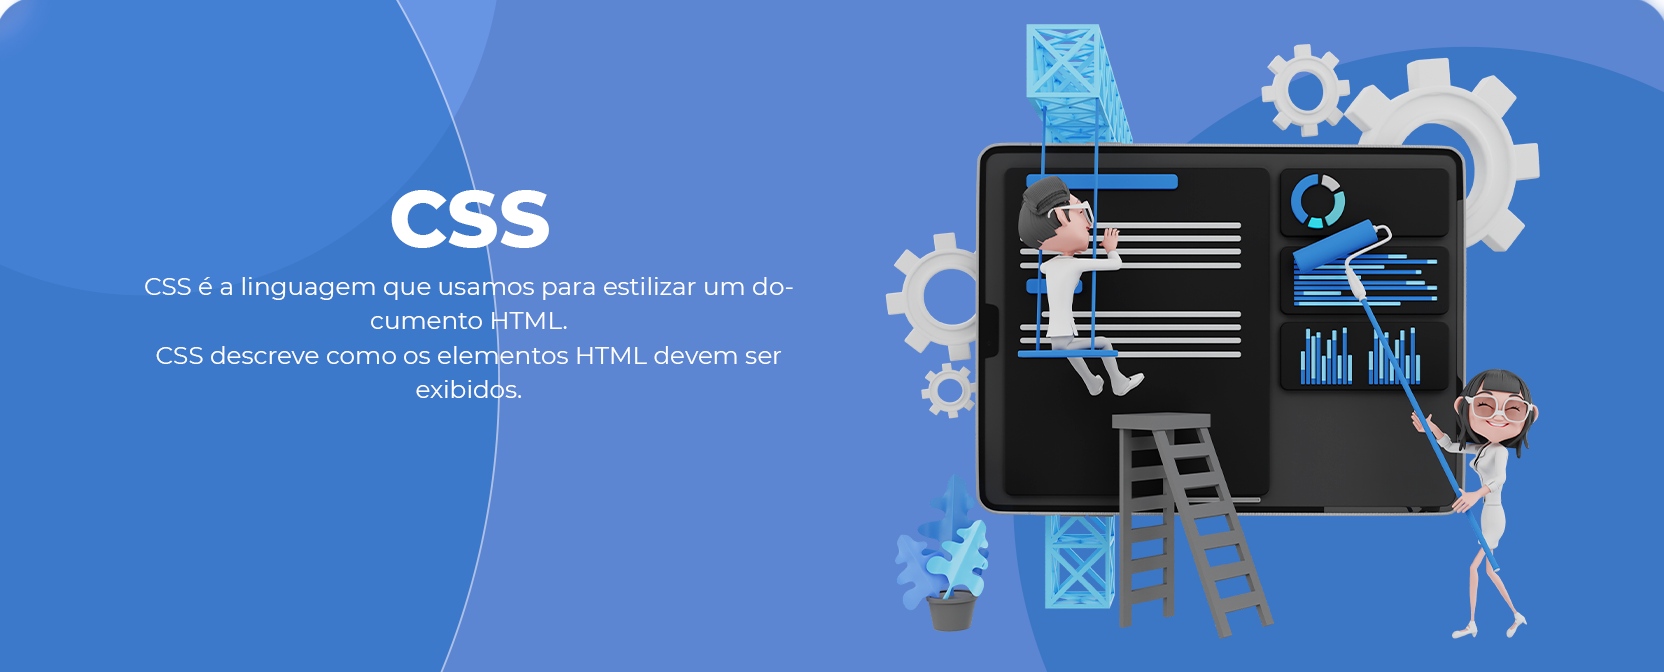 CSS
CSS é a linguagem que usamos para estilizar um do-
cumento HTML.
CSS descreve como os elementos HTML devem ser
exibidos.